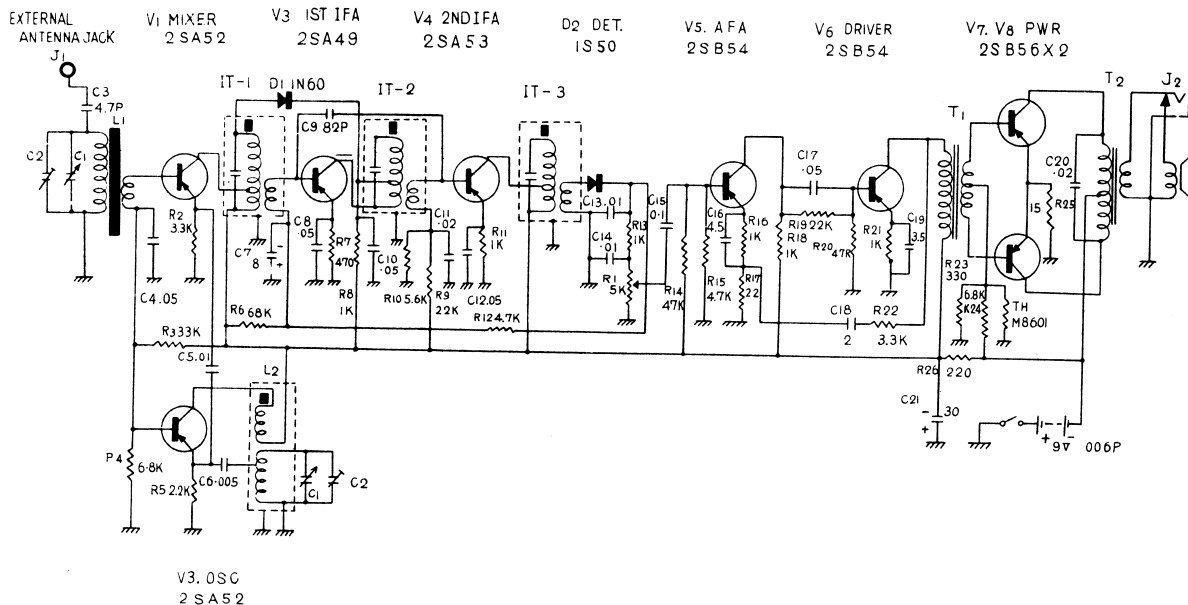 EXTERNAL
ANTENNA JACK
J1
V1 MIXER
2SA52
V3 1ST IFA
2SA49
V4 2NDIFA
2SA53
D2 DET.
1S50
V5. AFA
2SB54
V6 DRIVER
2SB54
V7. V8 PWR
2SB56X2
C3
4.7P
L1
C2
C1
R2
3.3K
C4.05
IT-1
D1 1N60
C9 82P
IT-2
IT-3
C7
8
- +
C8
.05
R7
470
C10
.05
R8
1K
R10 5.6K
C11
.02
R9
22K
R11
1K
C12.05
C13.01
C14
.01
R13
1K
R1
5K
C15
0.1
R14
47K
C16
4.5
R15
4.7K
R16
1K
R17
22
C17
.05
R19 22K
R18
1K
R20
47K
R21
1K
C19
3.5
C18
2
R22
3.3K
T1
R23
330
6.8K
K24
TH
M8601
15
R25
C20
.02
T2
J2
R6 68K
R12 4.7K
R3 33K
C5.01
R26 220
C21
-
+
30
+ 9V - 006P
L2
P4
6.8K
R5 2.2K
C6.005
C1
C2
V3. OSC
2SA52